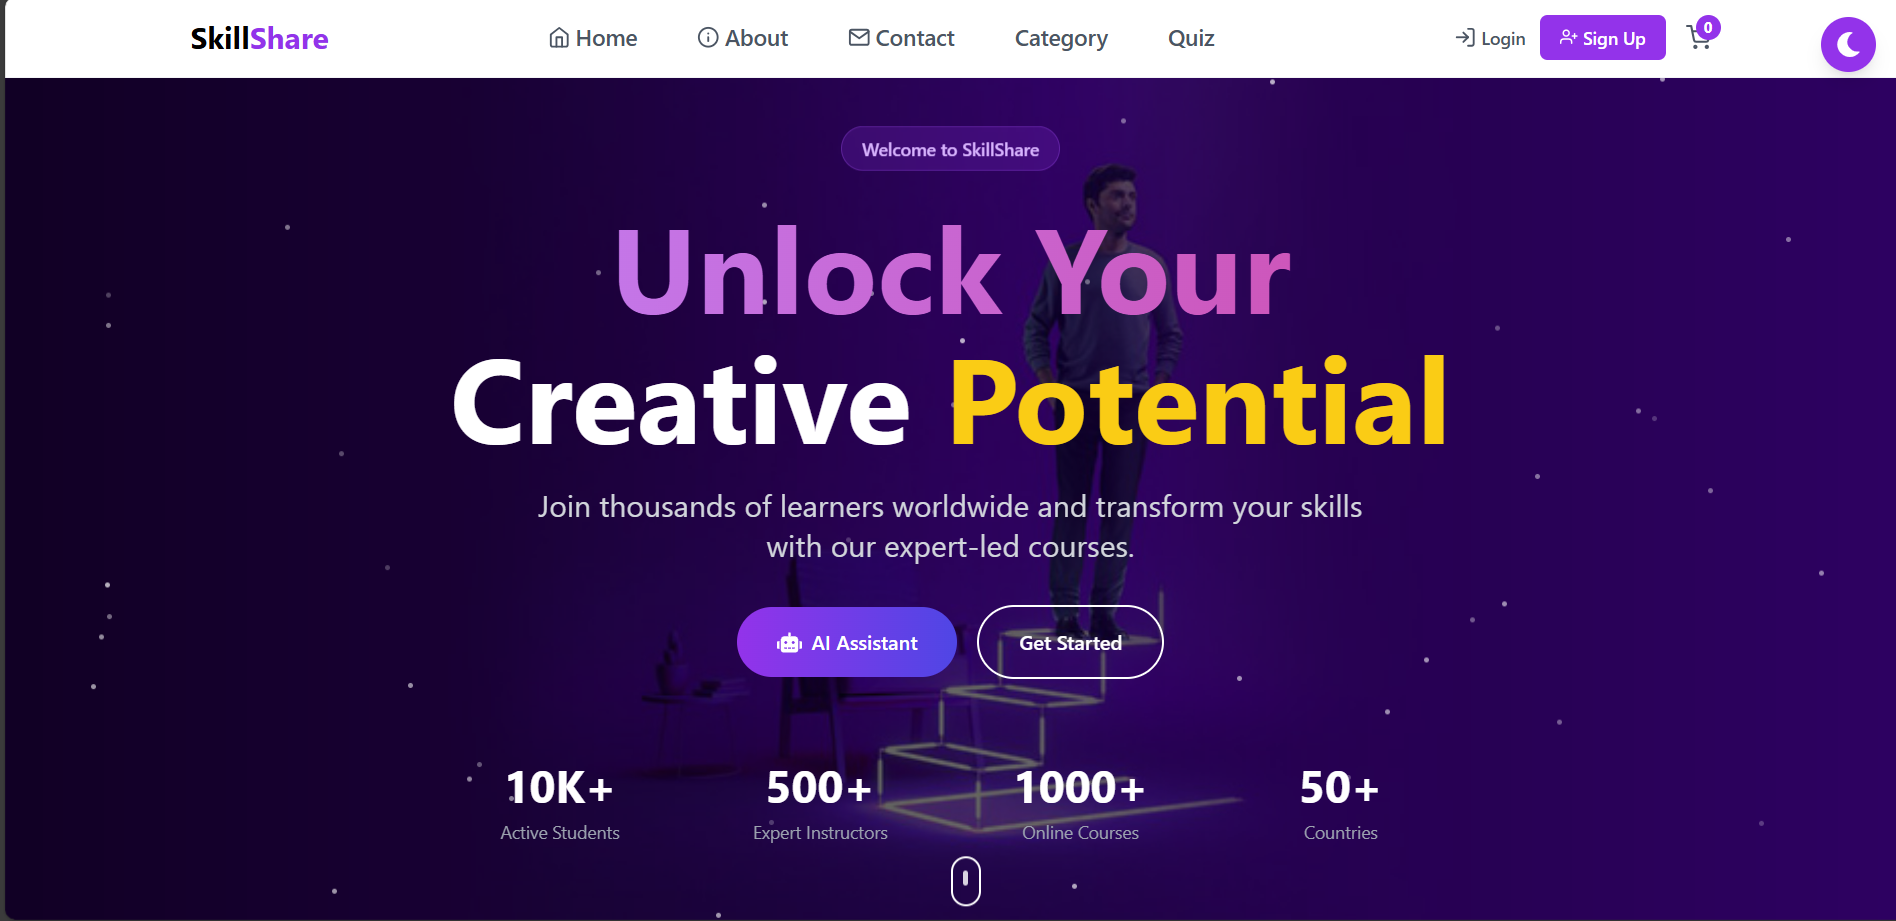 SkillShare
Home
About
Contact
Category
Quiz
Login
Sign Up
0
Welcome to SkillShare
Unlock Your
Creative Potential
Join thousands of learners worldwide and transform your skills
with our expert-led courses.
AI Assistant
Get Started
10K+
Active Students
500+
Expert Instructors
1000+
Online Courses
50+
Countries